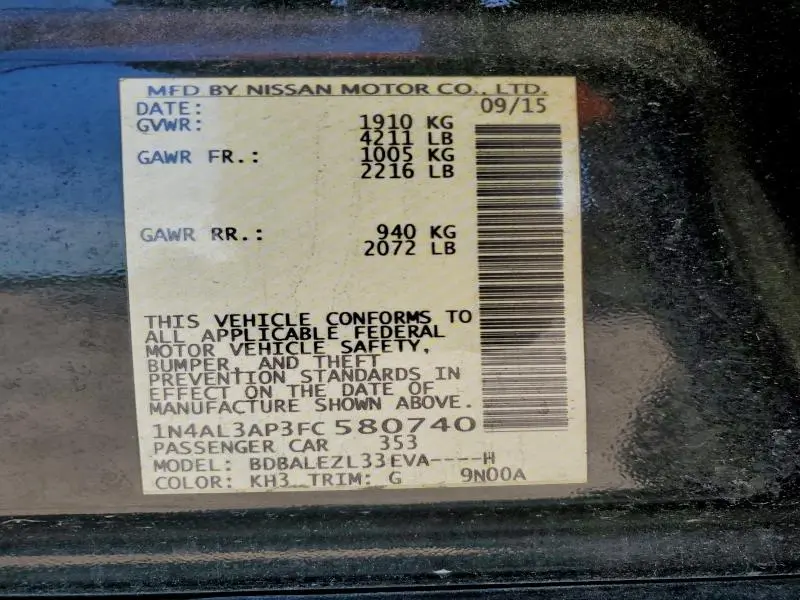 MFD BY NISSAN MOTOR CO., LTD.
DATE: 09/15
GVWR: 1910 KG
4211 LB
GAWR FR.: 1005 KG
2216 LB
GAWR RR.: 940 KG
2072 LB
THIS VEHICLE CONFORMS TO
ALL APPLICABLE FEDERAL
MOTOR VEHICLE SAFETY,
BUMPER, AND THEFT
PREVENTION STANDARDS IN
EFFECT ON THE DATE OF
MANUFACTURE SHOWN ABOVE.
1N4AL3AP3FC580740
PASSENGER CAR 353
MODEL: BDBALEZL33EVA----H
COLOR: KH3 TRIM: G 9N00A